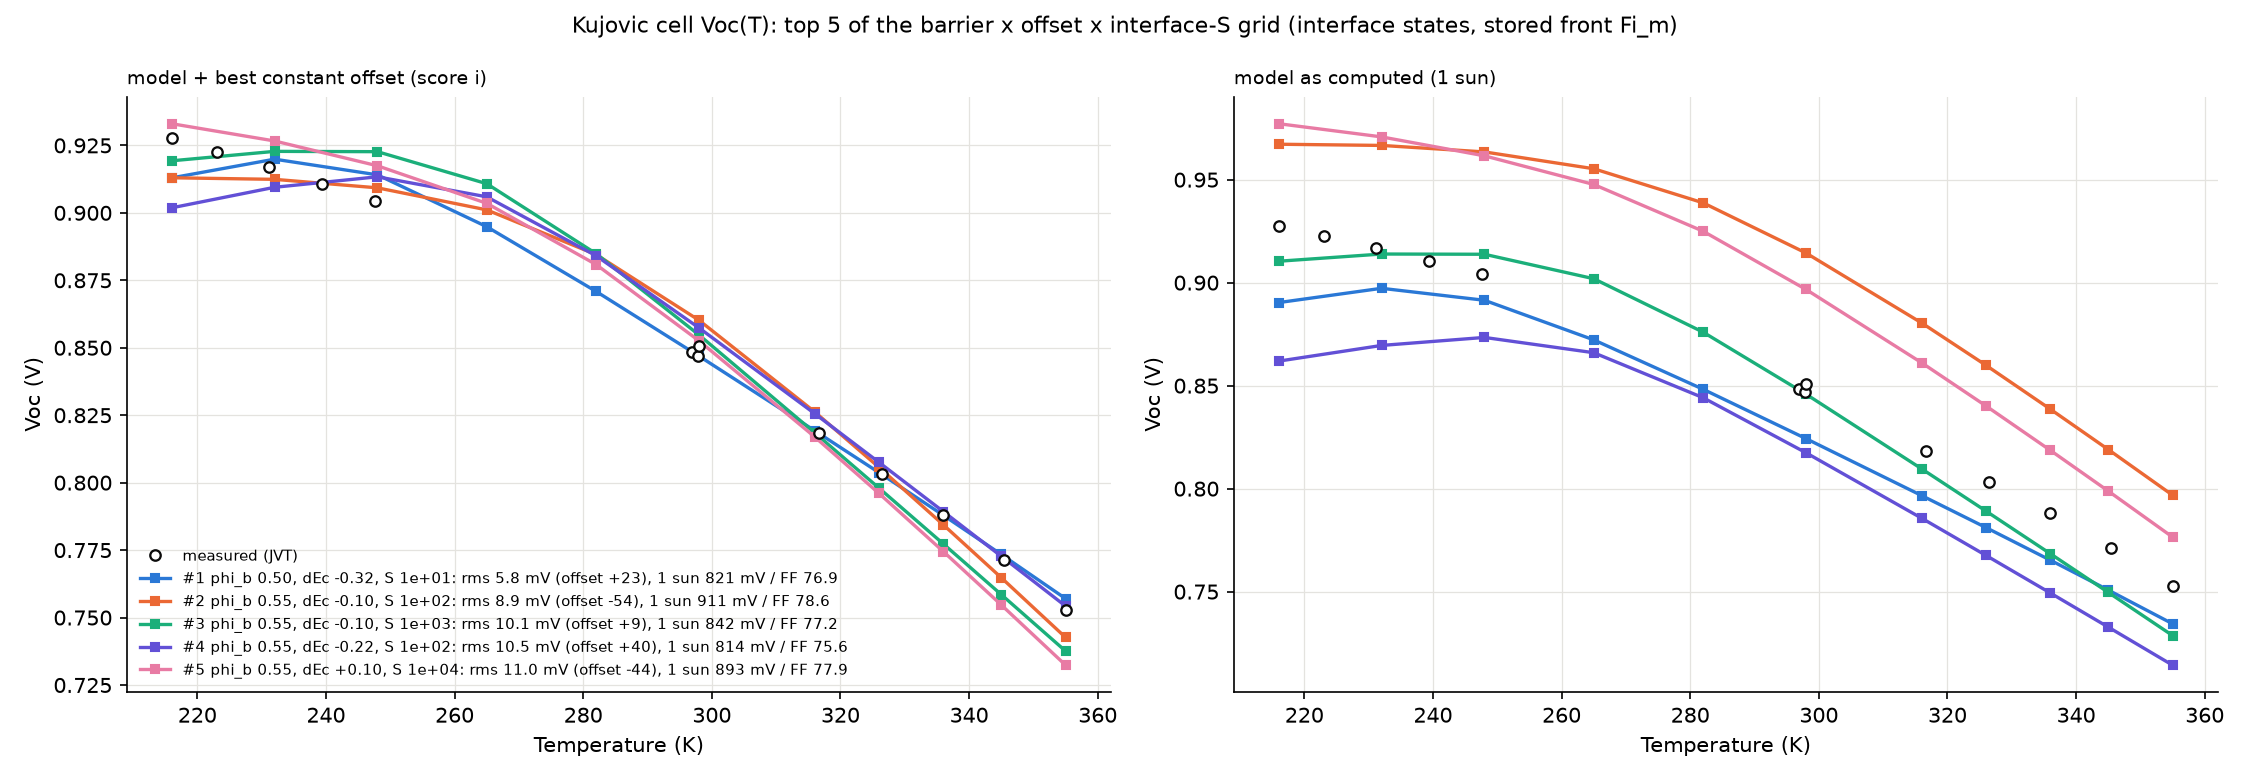 Kujovic cell Voc(T): top 5 of the barrier x offset x interface-S grid (interface states, stored front Fi_m)
model + best constant offset (score i)
Voc (V)
0.925
0.900
0.875
0.850
0.825
0.800
0.775
0.750
0.725
measured (JVT)
#1 phi_b 0.50, dEc -0.32, S 1e+01: rms 5.8 mV (offset +23), 1 sun 821 mV / FF 76.9
#2 phi_b 0.55, dEc -0.10, S 1e+02: rms 8.9 mV (offset -54), 1 sun 911 mV / FF 78.6
#3 phi_b 0.55, dEc -0.10, S 1e+03: rms 10.1 mV (offset +9), 1 sun 842 mV / FF 77.2
#4 phi_b 0.55, dEc -0.22, S 1e+02: rms 10.5 mV (offset +40), 1 sun 814 mV / FF 75.6
#5 phi_b 0.55, dEc +0.10, S 1e+04: rms 11.0 mV (offset -44), 1 sun 893 mV / FF 77.9
220 240 260 280 300 320 340 360
Temperature (K)
model as computed (1 sun)
Voc (V)
0.95
0.90
0.85
0.80
0.75
220 240 260 280 300 320 340 360
Temperature (K)